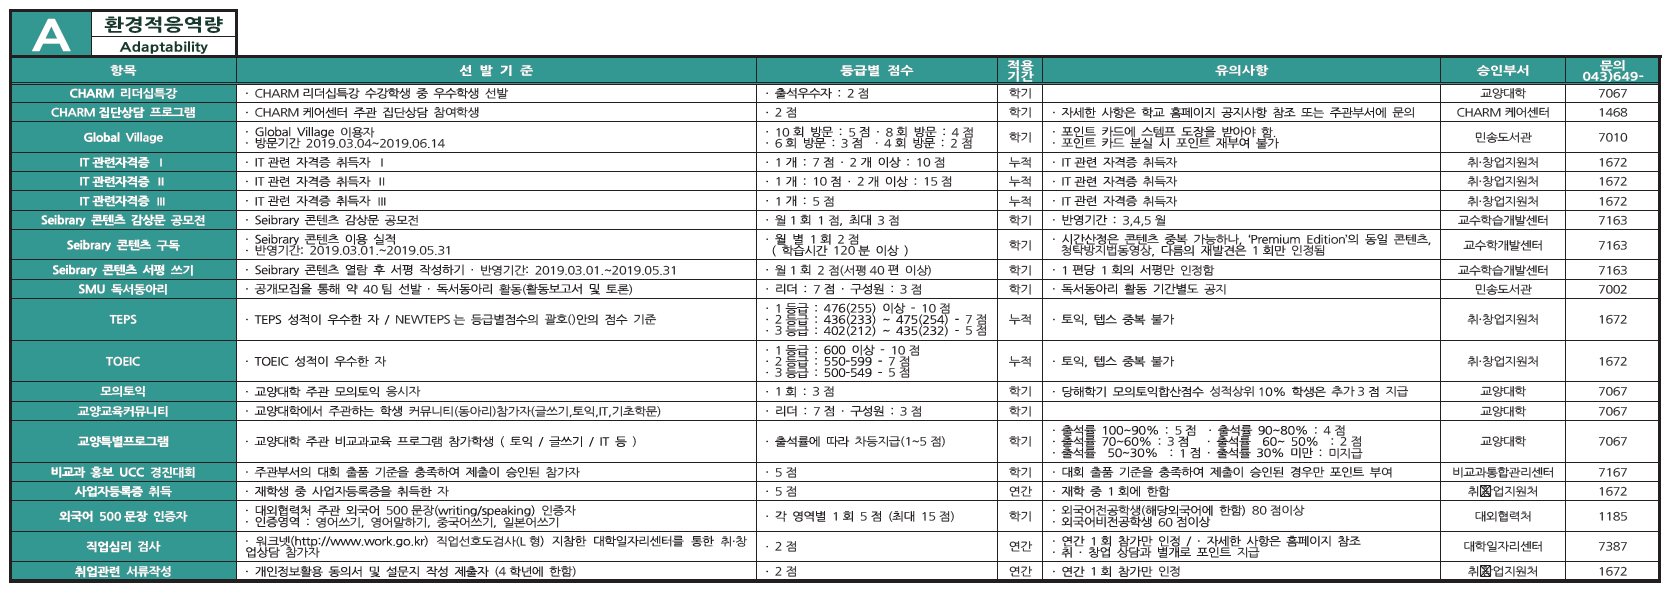 A 환경적응역량
Adaptability
항목 선 발 기 준 등급별 점수 적용 기간 유의사항 승인부서 문의 043)649-
CHARM 리더십특강 · CHARM 리더십특강 수강학생 중 우수학생 선발 · 출석우수자 : 2 점 학기 교양대학 7067
CHARM 집단상담 프로그램 · CHARM 케어센터 주관 집단상담 참여학생 · 2 점 학기 · 자세한 사항은 학교 홈페이지 공지사항 참조 또는 주관부서에 문의 CHARM 케어센터 1468
Global Village · Global Village 이용자 · 10 회 방문 : 5 점 · 8 회 방문 : 4 점 학기 · 포인트 카드에 스템프 도장을 받아야 함. 민송도서관 7010
· 방문기간 2019.03.04~2019.06.14 · 6 회 방문 : 3 점 · 4 회 방문 : 2 점 · 포인트 카드 분실 시 포인트 재부여 불가
IT 관련자격증 Ⅰ · IT 관련 자격증 취득자 Ⅰ · 1 개 : 7 점 · 2 개 이상 : 10 점 누적 · IT 관련 자격증 취득자 취·창업지원처 1672
IT 관련자격증 Ⅱ · IT 관련 자격증 취득자 Ⅱ · 1 개 : 10 점 · 2 개 이상 : 15 점 누적 · IT 관련 자격증 취득자 취·창업지원처 1672
IT 관련자격증 Ⅲ · IT 관련 자격증 취득자 Ⅲ · 1 개 : 5 점 누적 · IT 관련 자격증 취득자 취·창업지원처 1672
Seibrary 콘텐츠 감상문 공모전 · Seibrary 콘텐츠 감상문 공모전 · 월 1 회 1 점, 최대 3 점 학기 · 반영기간 : 3,4,5 월 교수학습개발센터 7163
Seibrary 콘텐츠 구독 · Seibrary 콘텐츠 이용 실적 · 월 별 1 회 2 점 학기 · 시간산정은 콘텐츠 중복 가능하나, 'Premium Edition'의 동일 콘텐츠, 교수학개발센터 7163
· 반영기간: 2019.03.01.~2019.05.31 ( 학습시간 120 분 이상 ) 청탁방지법동영상, 다름의 재발견은 1 회만 인정됨
Seibrary 콘텐츠 서평 쓰기 · Seibrary 콘텐츠 열람 후 서평 작성하기 · 반영기간: 2019.03.01.~2019.05.31 · 월 1 회 2 점(서평 40 편 이상) 학기 · 1 편당 1 회의 서평만 인정함 교수학습개발센터 7163
SMU 독서동아리 · 공개모집을 통해 약 40 팀 선발 · 독서동아리 활동(활동보고서 및 토론) · 리더 : 7 점 · 구성원 : 3 점 학기 · 독서동아리 활동 기간별도 공지 민송도서관 7002
TEPS · TEPS 성적이 우수한 자 / NEWTEPS 는 등급별점수의 괄호()안의 점수 기준 · 1 등급 : 476(255) 이상 - 10 점 누적 · 토익, 텝스 중복 불가 취·창업지원처 1672
· 2 등급 : 436(233) ~ 475(254) - 7 점
· 3 등급 : 402(212) ~ 435(232) - 5 점
TOEIC · TOEIC 성적이 우수한 자 · 1 등급 : 600 이상 - 10 점 누적 · 토익, 텝스 중복 불가 취·창업지원처 1672
· 2 등급 : 550-599 - 7 점
· 3 등급 : 500-549 - 5 점
모의토익 · 교양대학 주관 모의토익 응시자 · 1 회 : 3 점 학기 · 당해학기 모의토익합산점수 성적상위 10% 학생은 추가 3 점 지급 교양대학 7067
교양교육커뮤니티 · 교양대학에서 주관하는 학생 커뮤니티(동아리)참가자(글쓰기,토익,IT,기초학문) · 리더 : 7 점 · 구성원 : 3 점 학기 교양대학 7067
교양특별프로그램 · 교양대학 주관 비교과교육 프로그램 참가학생 ( 토익 / 글쓰기 / IT 등 ) · 출석률에 따라 차등지급(1~5 점) 학기 · 출석률 100~90% : 5 점 · 출석률 90~80% : 4 점 교양대학 7067
· 출석률 70~60% : 3 점 · 출석률 60~ 50% : 2 점
· 출석률 50~30% : 1 점 · 출석률 30% 미만 : 미지급
비교과 홍보 UCC 경진대회 · 주관부서의 대회 출품 기준을 충족하여 제출이 승인된 참가자 · 5 점 학기 · 대회 출품 기준을 충족하여 제출이 승인된 경우만 포인트 부여 비교과통합관리센터 7167
사업자등록증 취득 · 재학생 중 사업자등록증을 취득한 자 · 5 점 연간 · 재학 중 1 회에 한함 취업지원처 1672
외국어 500 문장 인증자 · 대외협력처 주관 외국어 500 문장(writing/speaking) 인증자 · 각 영역별 1 회 5 점 (최대 15 점) 학기 · 외국어전공학생(해당외국어에 한함) 80 점이상 대외협력처 1185
· 인증영역 : 영어쓰기, 영어말하기, 중국어쓰기, 일본어쓰기 · 외국어비전공학생 60 점이상
직업심리 검사 · 워크넷(http://www.work.go.kr) 직업선호도검사(L 형) 지참한 대학일자리센터를 통한 취·창 · 2 점 연간 · 연간 1 회 참가만 인정 / · 자세한 사항은 홈페이지 참조 대학일자리센터 7387
업상담 참가자 · 취 · 창업 상담과 별개로 포인트 지급
취업관련 서류작성 · 개인정보활용 동의서 및 설문지 작성 제출자 (4 학년에 한함) · 2 점 연간 · 연간 1 회 참가만 인정 취업지원처 1672